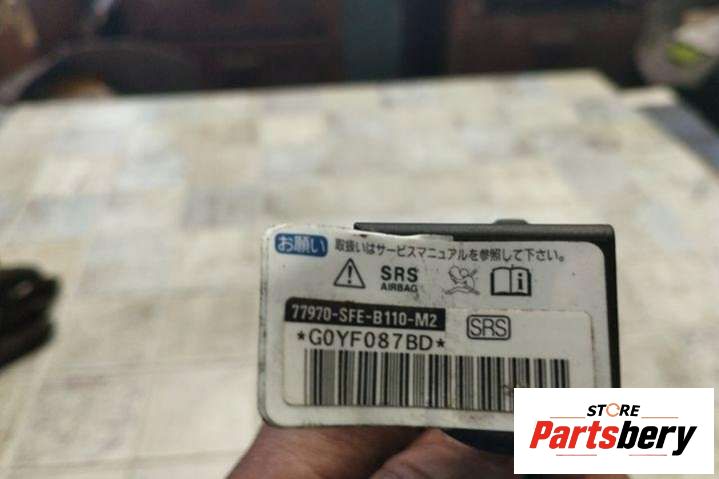 お願い 取扱いはサービスマニュアルを参照して下さい。
SRS
AIRBAG
77970-SFE-B110-M2
SRS
*G0YF087BD*
STORE
Partsbery